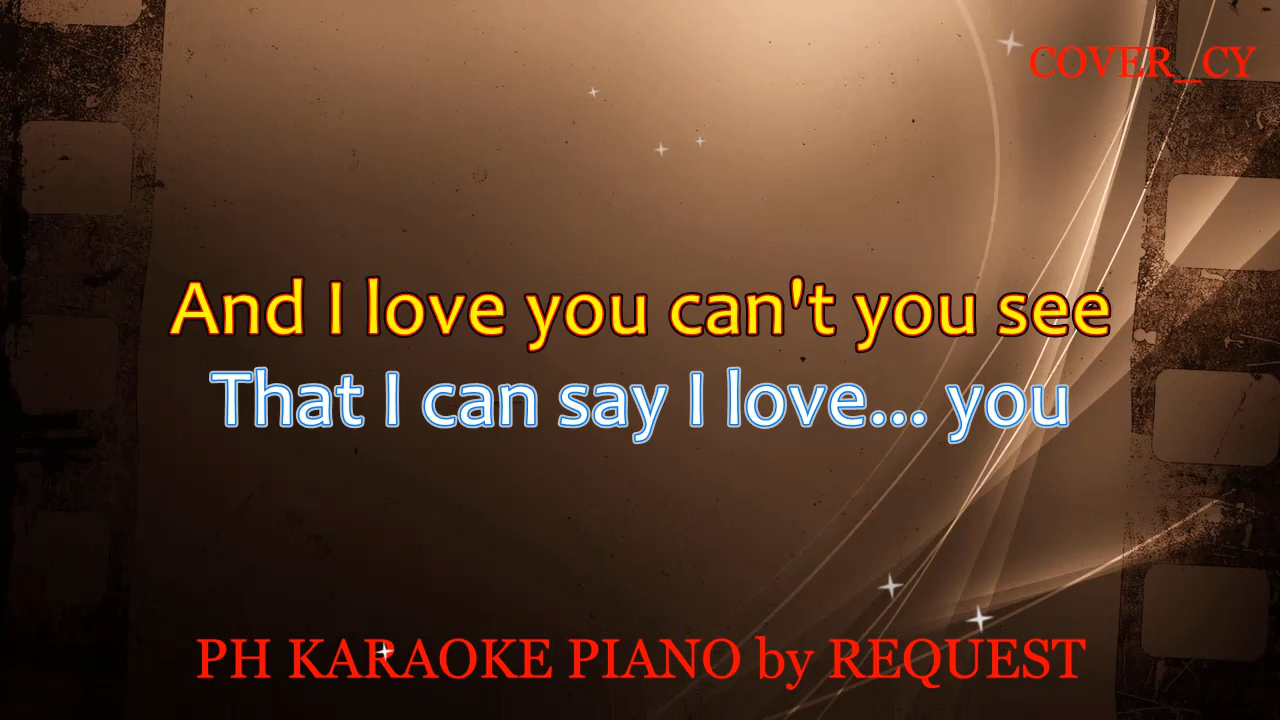 COVER_CY
And I love you can't you see
That I can say I love... you
PH KARAOKE PIANO by REQUEST